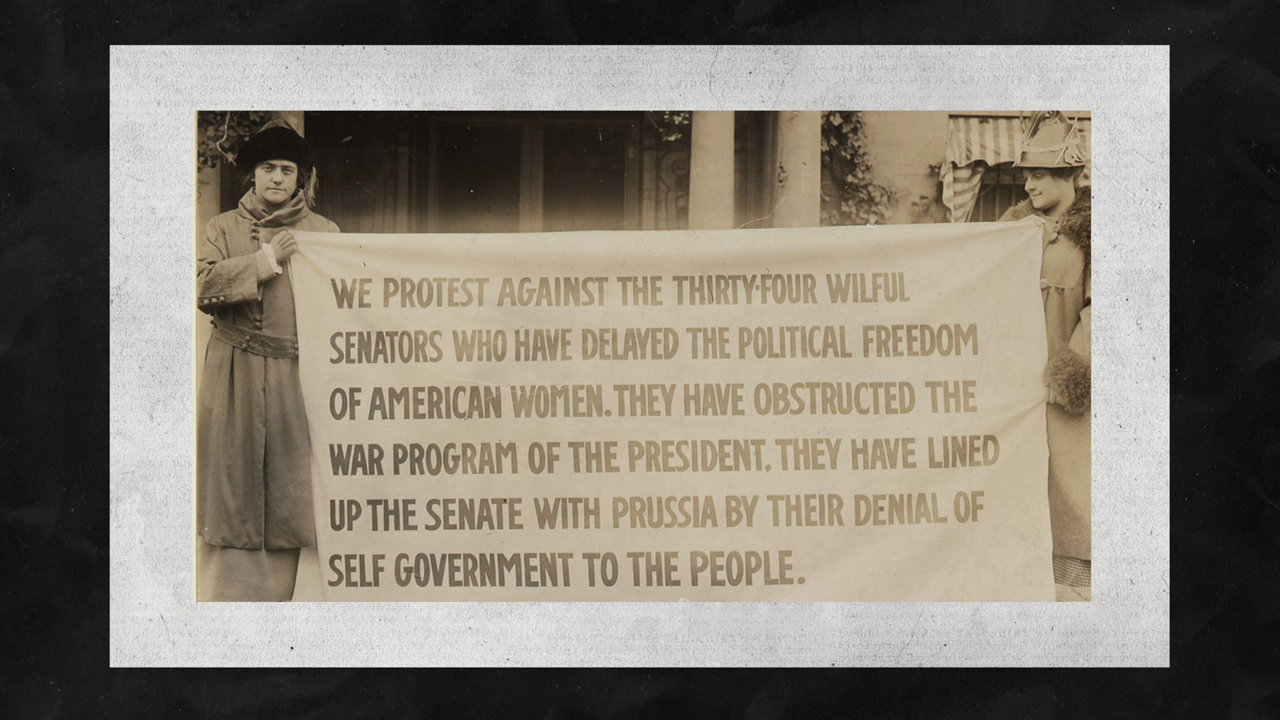 WE PROTEST AGAINST THE THIRTY-FOUR WILFUL
SENATORS WHO HAVE DELAYED THE POLITICAL FREEDOM
OF AMERICAN WOMEN. THEY HAVE OBSTRUCTED THE
WAR PROGRAM OF THE PRESIDENT. THEY HAVE LINED
UP THE SENATE WITH PRUSSIA BY THEIR DENIAL OF
SELF GOVERNMENT TO THE PEOPLE.